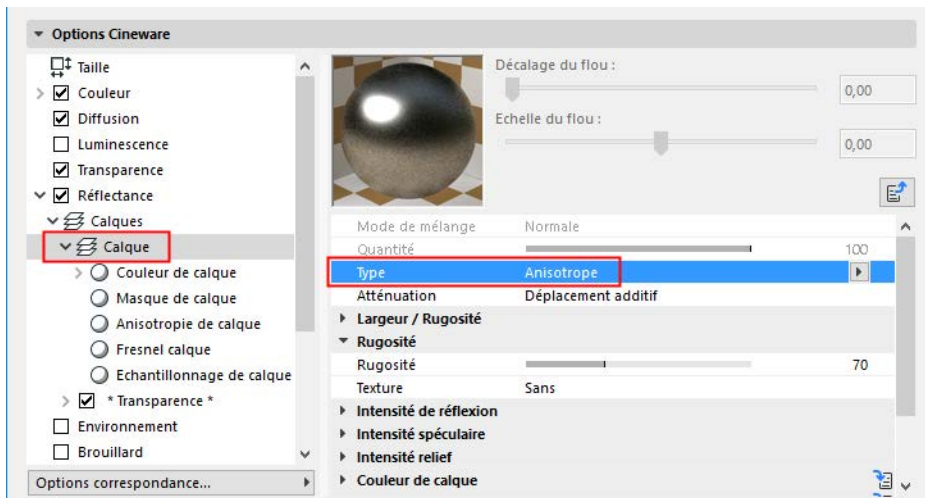 Options Cineware
Taille
Couleur
Diffusion
Luminescence
Transparence
Réflectance
Calques
Calque
Couleur de calque
Masque de calque
Anisotropie de calque
Fresnel calque
Echantillonnage de calque
* Transparence *
Environnement
Brouillard
Options correspondance...
Décalage du flou :
0,00
Echelle du flou :
0,00
Mode de mélange Normale
Quantité 100
Type Anisotrope
Atténuation Déplacement additif
Largeur / Rugosité
Rugosité
Rugosité 70
Texture Sans
Intensité de réflexion
Intensité spéculaire
Intensité relief
Couleur de calque